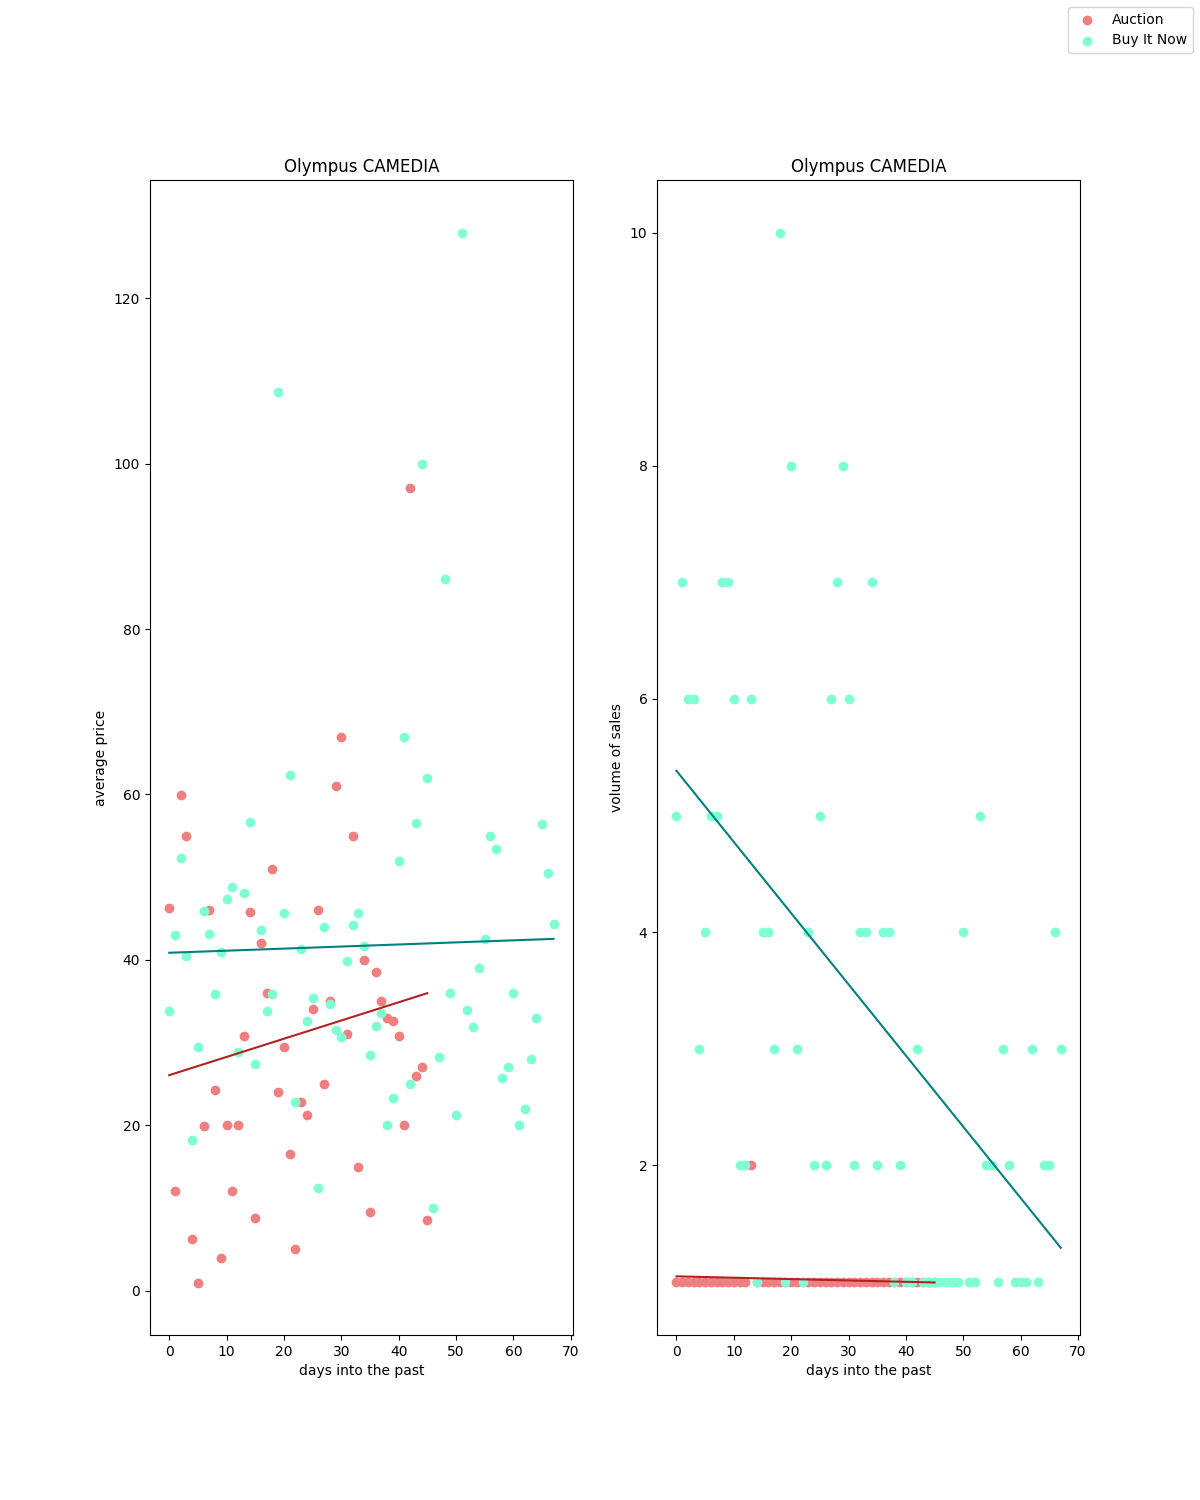 Auction
Buy It Now
Olympus CAMEDIA
average price
120
100
80
60
40
20
0
0 10 20 30 40 50 60 70
days into the past
Olympus CAMEDIA
volume of sales
10
8
6
4
2
0 10 20 30 40 50 60 70
days into the past